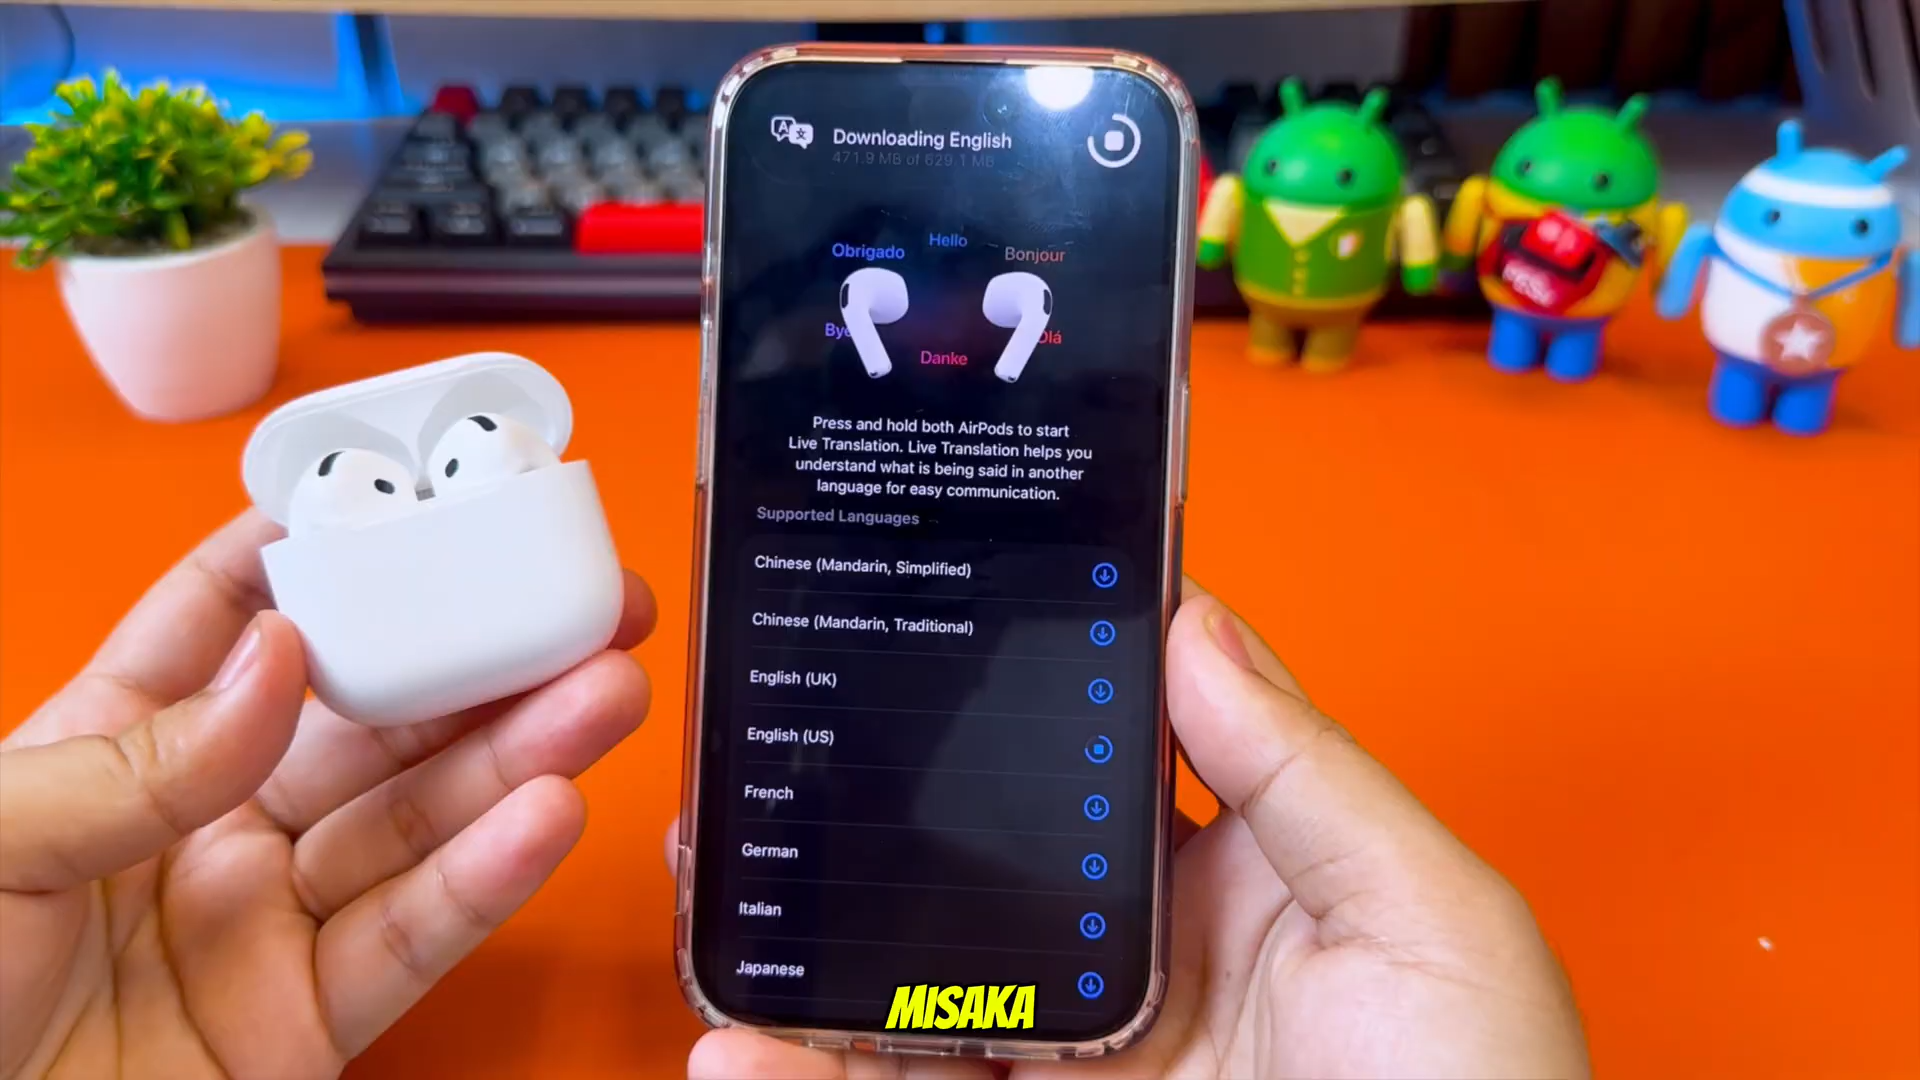 Downloading English
471.9 MB of 629.1 MB
Hello
Obrigado
Bonjour
Bye
Olá
Danke
Press and hold both AirPods to start
Live Translation. Live Translation helps you
understand what is being said in another
language for easy communication.
Supported Languages
Chinese (Mandarin, Simplified)
Chinese (Mandarin, Traditional)
English (UK)
English (US)
French
German
Italian
Japanese
MISAKA